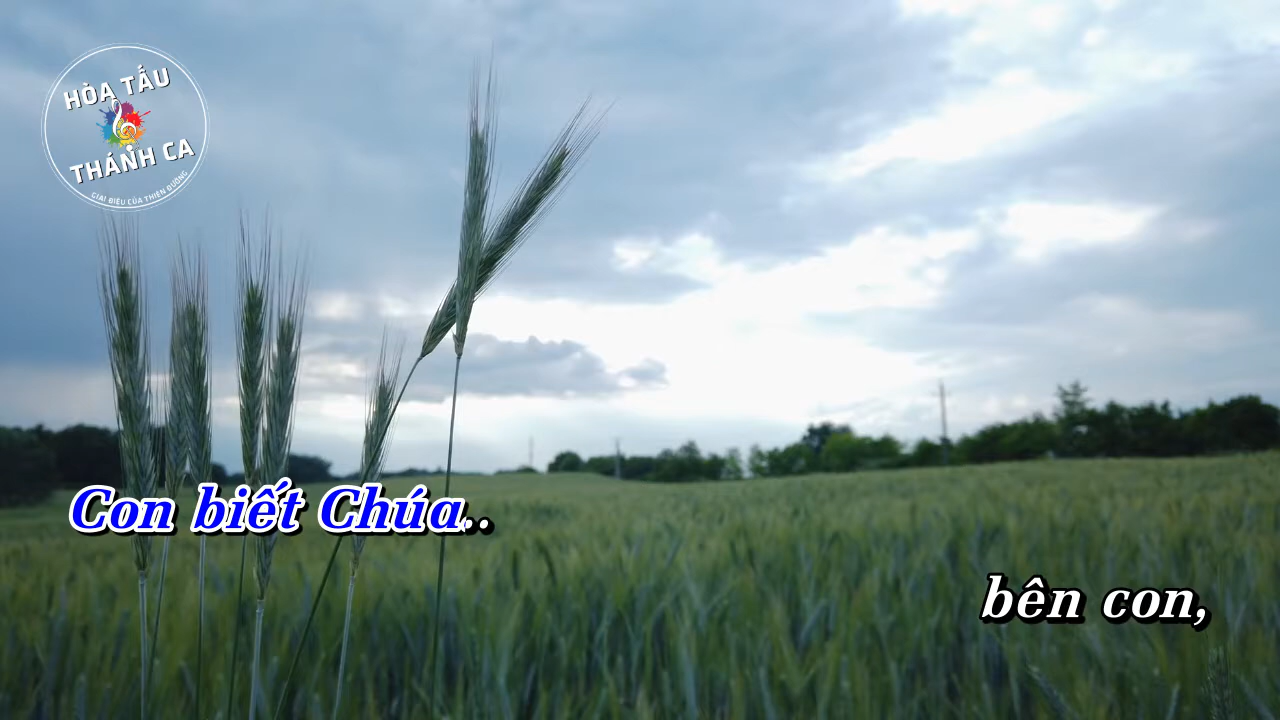 HÒA TẤU
THÁNH CA
GIAI ĐIỆU CỦA THIÊN ĐƯỜNG
Con biết Chúa..
bên con,